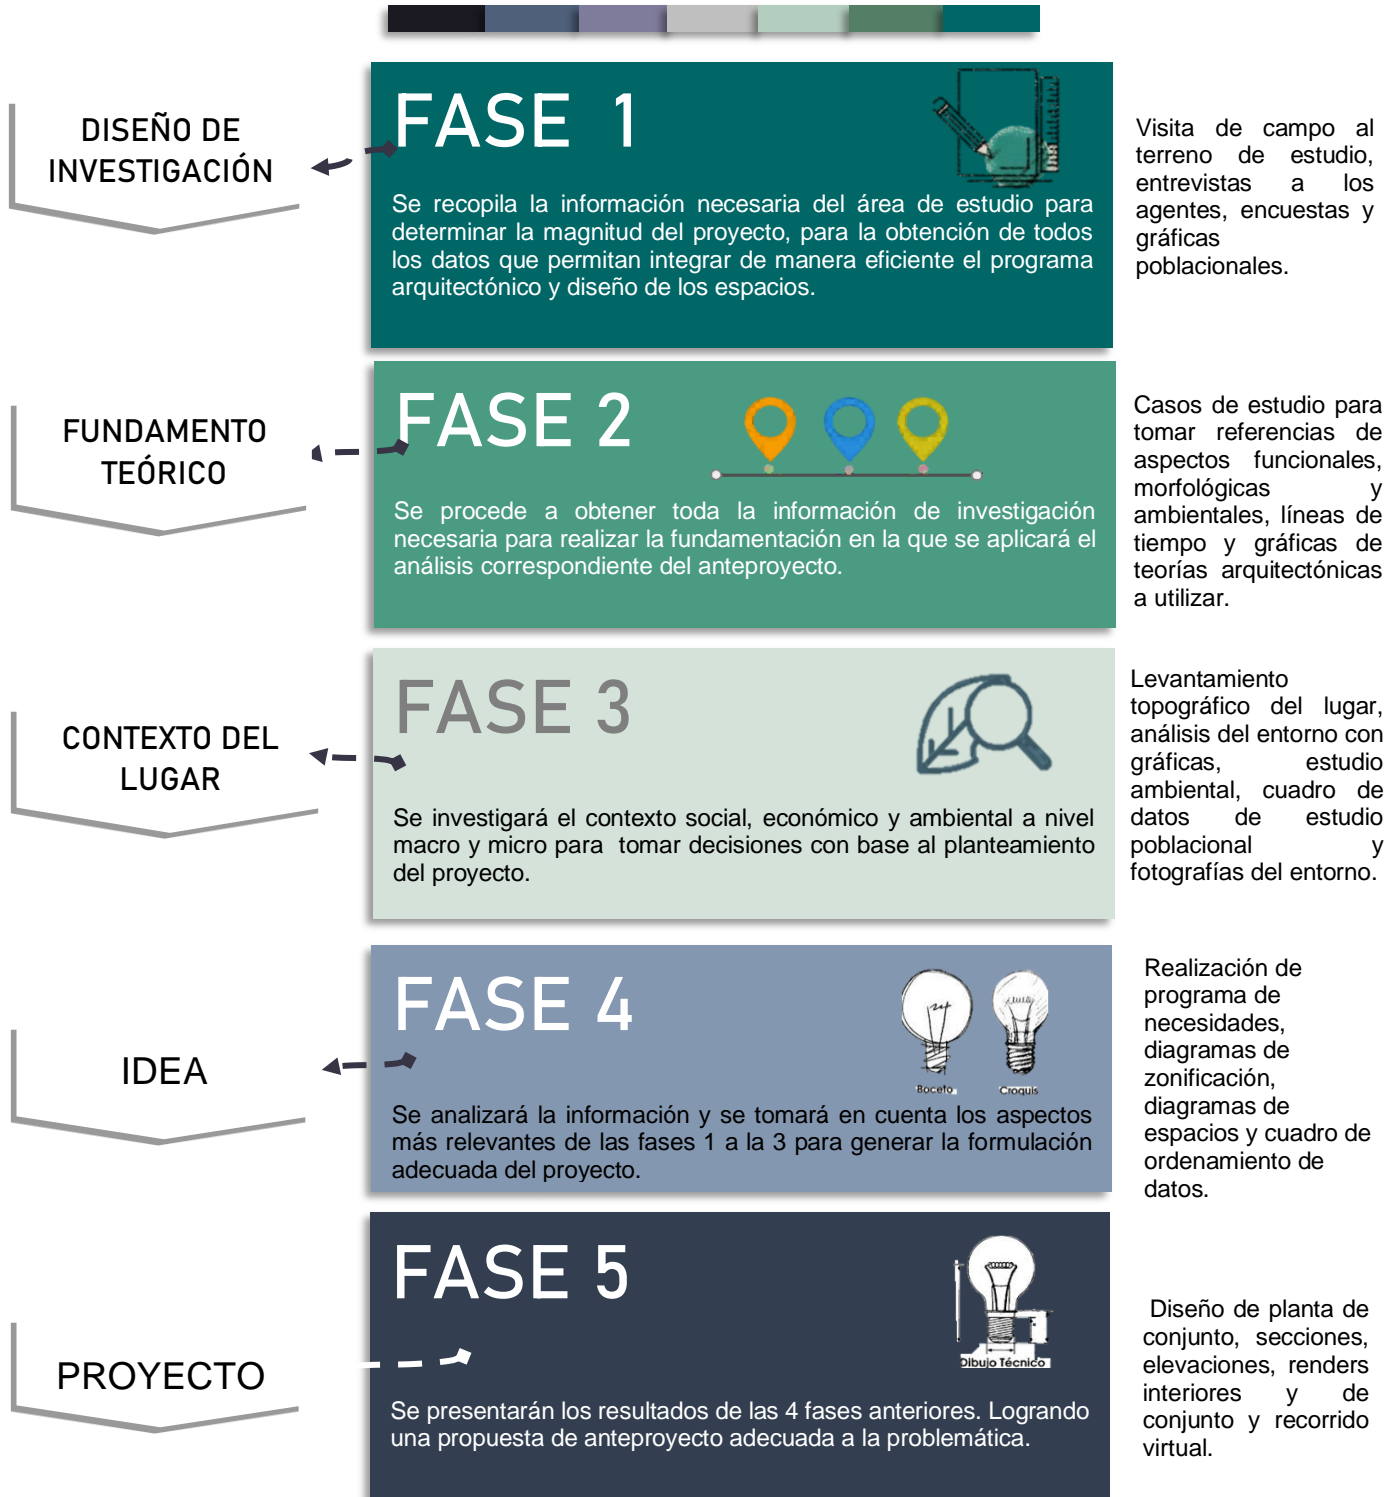 DISEÑO DE
INVESTIGACIÓN
FASE 1
Se recopila la información necesaria del área de estudio para
determinar la magnitud del proyecto, para la obtención de todos
los datos que permitan integrar de manera eficiente el programa
arquitectónico y diseño de los espacios.
Visita de campo al
terreno de estudio,
entrevistas a los
agentes, encuestas y
gráficas
poblacionales.
FUNDAMENTO
TEÓRICO
FASE 2
Se procede a obtener toda la información de investigación
necesaria para realizar la fundamentación en la que se aplicará el
análisis correspondiente del anteproyecto.
Casos de estudio para
tomar referencias de
aspectos funcionales,
morfológicas y
ambientales, líneas de
tiempo y gráficas de
teorías arquitectónicas
a utilizar.
CONTEXTO DEL
LUGAR
FASE 3
Se investigará el contexto social, económico y ambiental a nivel
macro y micro para tomar decisiones con base al planteamiento
del proyecto.
Levantamiento
topográfico del lugar,
análisis del entorno con
gráficas, estudio
ambiental, cuadro de
datos de estudio
poblacional y
fotografías del entorno.
IDEA
FASE 4
Boceto
Croquis
Se analizará la información y se tomará en cuenta los aspectos
más relevantes de las fases 1 a la 3 para generar la formulación
adecuada del proyecto.
Realización de
programa de
necesidades,
diagramas de
zonificación,
diagramas de
espacios y cuadro de
ordenamiento de
datos.
PROYECTO
FASE 5
Dibujo Técnico
Se presentarán los resultados de las 4 fases anteriores. Logrando
una propuesta de anteproyecto adecuada a la problemática.
Diseño de planta de
conjunto, secciones,
elevaciones, renders
interiores y de
conjunto y recorrido
virtual.